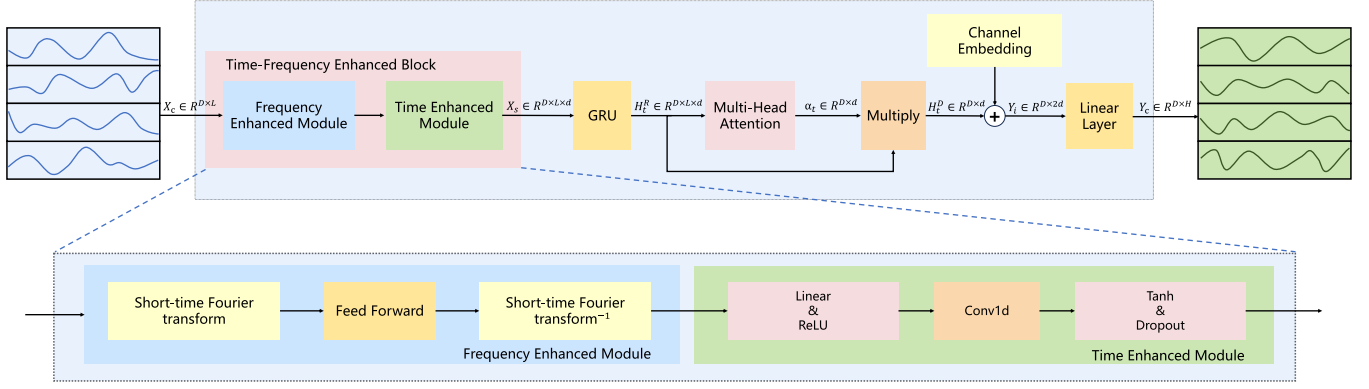 Channel
Embedding
Time-Frequency Enhanced Block
X_c ∈ R^{D×L}
Frequency
Enhanced Module
Time Enhanced
Module
X_s ∈ R^{D×L×d}
GRU
H_t^R ∈ R^{D×L×d}
Multi-Head
Attention
α_t ∈ R^{D×d}
Multiply
H_t^D ∈ R^{D×d}
+
Y_i ∈ R^{D×2d}
Linear
Layer
Y_c ∈ R^{D×H}
Short-time Fourier
transform
Feed Forward
Short-time Fourier
transform⁻¹
Frequency Enhanced Module
Linear
&
ReLU
Conv1d
Tanh
&
Dropout
Time Enhanced Module